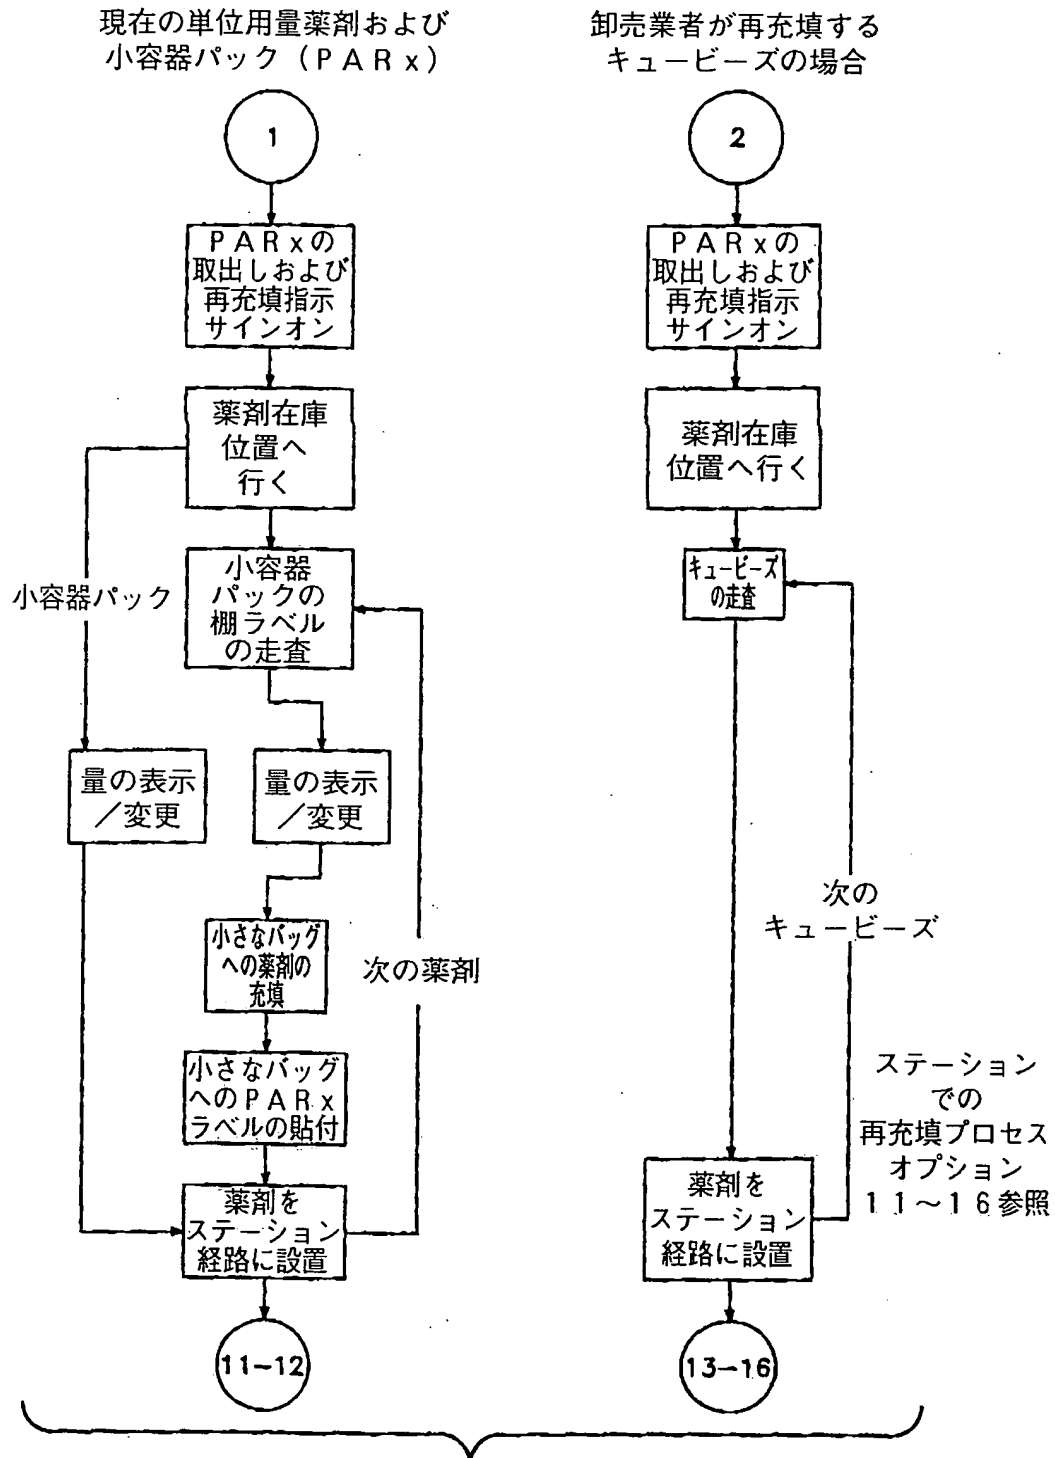 現在の単位用量薬剤および
小容器パック（PARx）
1
PARxの
取出しおよび
再充填指示
サインオン
薬剤在庫
位置へ
行く
小容器パック
小容器
パックの
棚ラベル
の走査
量の表示
／変更
量の表示
／変更
小さなバッグ
への薬剤の
充填
次の薬剤
小さなバッグ
へのPARx
ラベルの貼付
薬剤を
ステーション
経路に設置
11−12
卸売業者が再充填する
キュービーズの場合
2
PARxの
取出しおよび
再充填指示
サインオン
薬剤在庫
位置へ行く
キュービーズ
の走査
次の
キュービーズ
薬剤を
ステーション
経路に設置
13−16
ステーション
での
再充填プロセス
オプション
11〜16参照